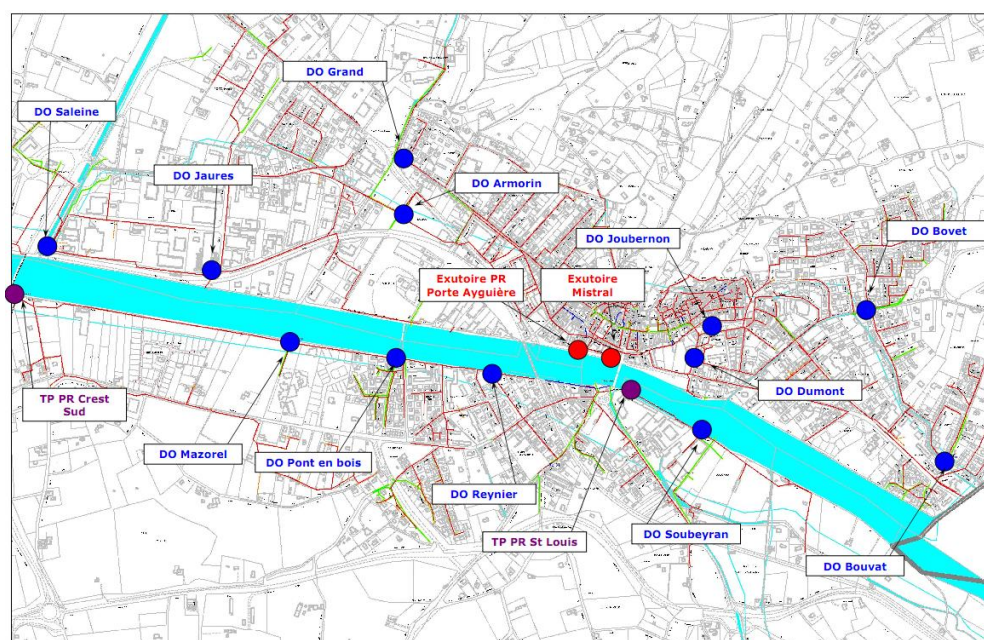 DO Grand
DO Saleine
DO Jaures
DO Armorin
DO Joubernon
DO Bovet
Exutoire PR
Porte Ayguière
Exutoire
Mistral
TP PR Crest
Sud
DO Dumont
DO Mazorel
DO Pont en bois
DO Reynier
TP PR St Louis
DO Soubeyran
DO Bouvat